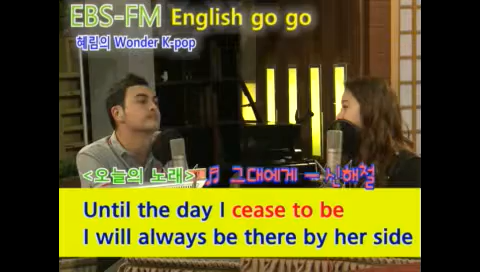 EBS-FM English go go
혜림의 Wonder K-pop
<오늘의 노래> ♬ 그대에게 – 신해철
Until the day I cease to be
I will always be there by her side